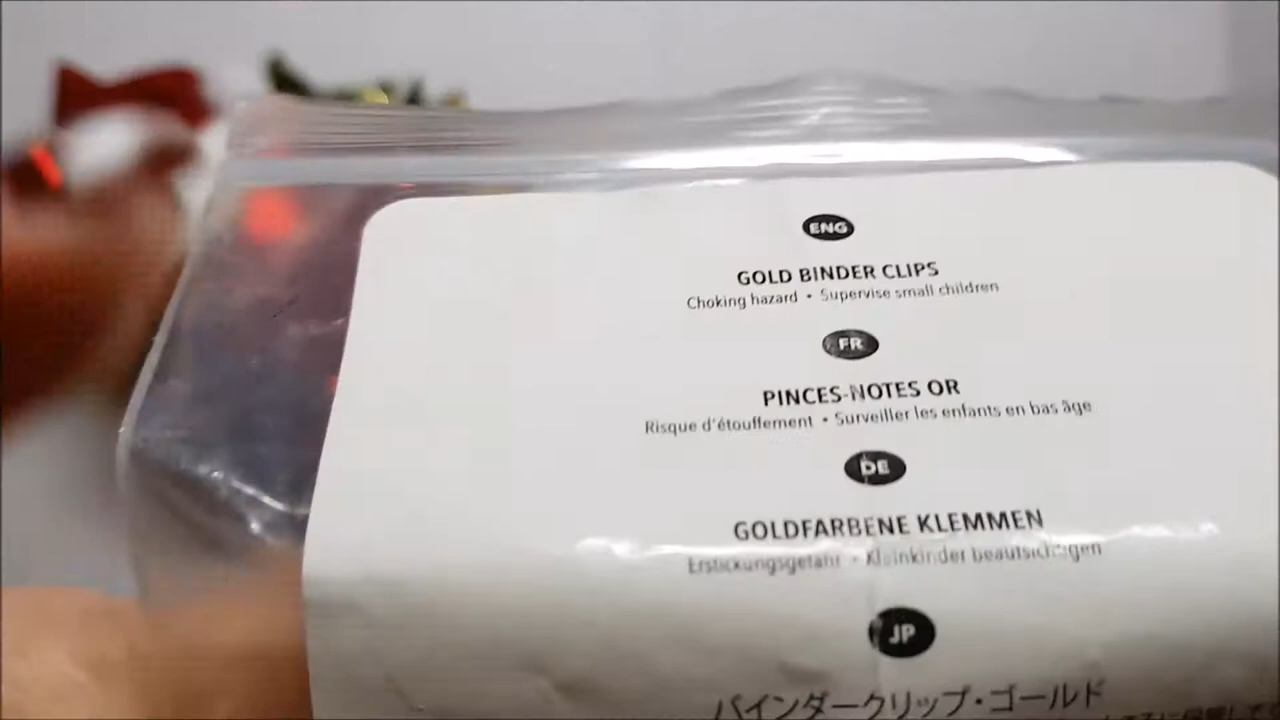 ENG
GOLD BINDER CLIPS
Choking hazard • Supervise small children
FR
PINCES-NOTES OR
Risque d'étouffement • Surveiller les enfants en bas âge
DE
GOLDFARBENE KLEMMEN
Erstickungsgefahr • Kleinkinder beaufsichtigen
JP
バインダークリップ・ゴールド